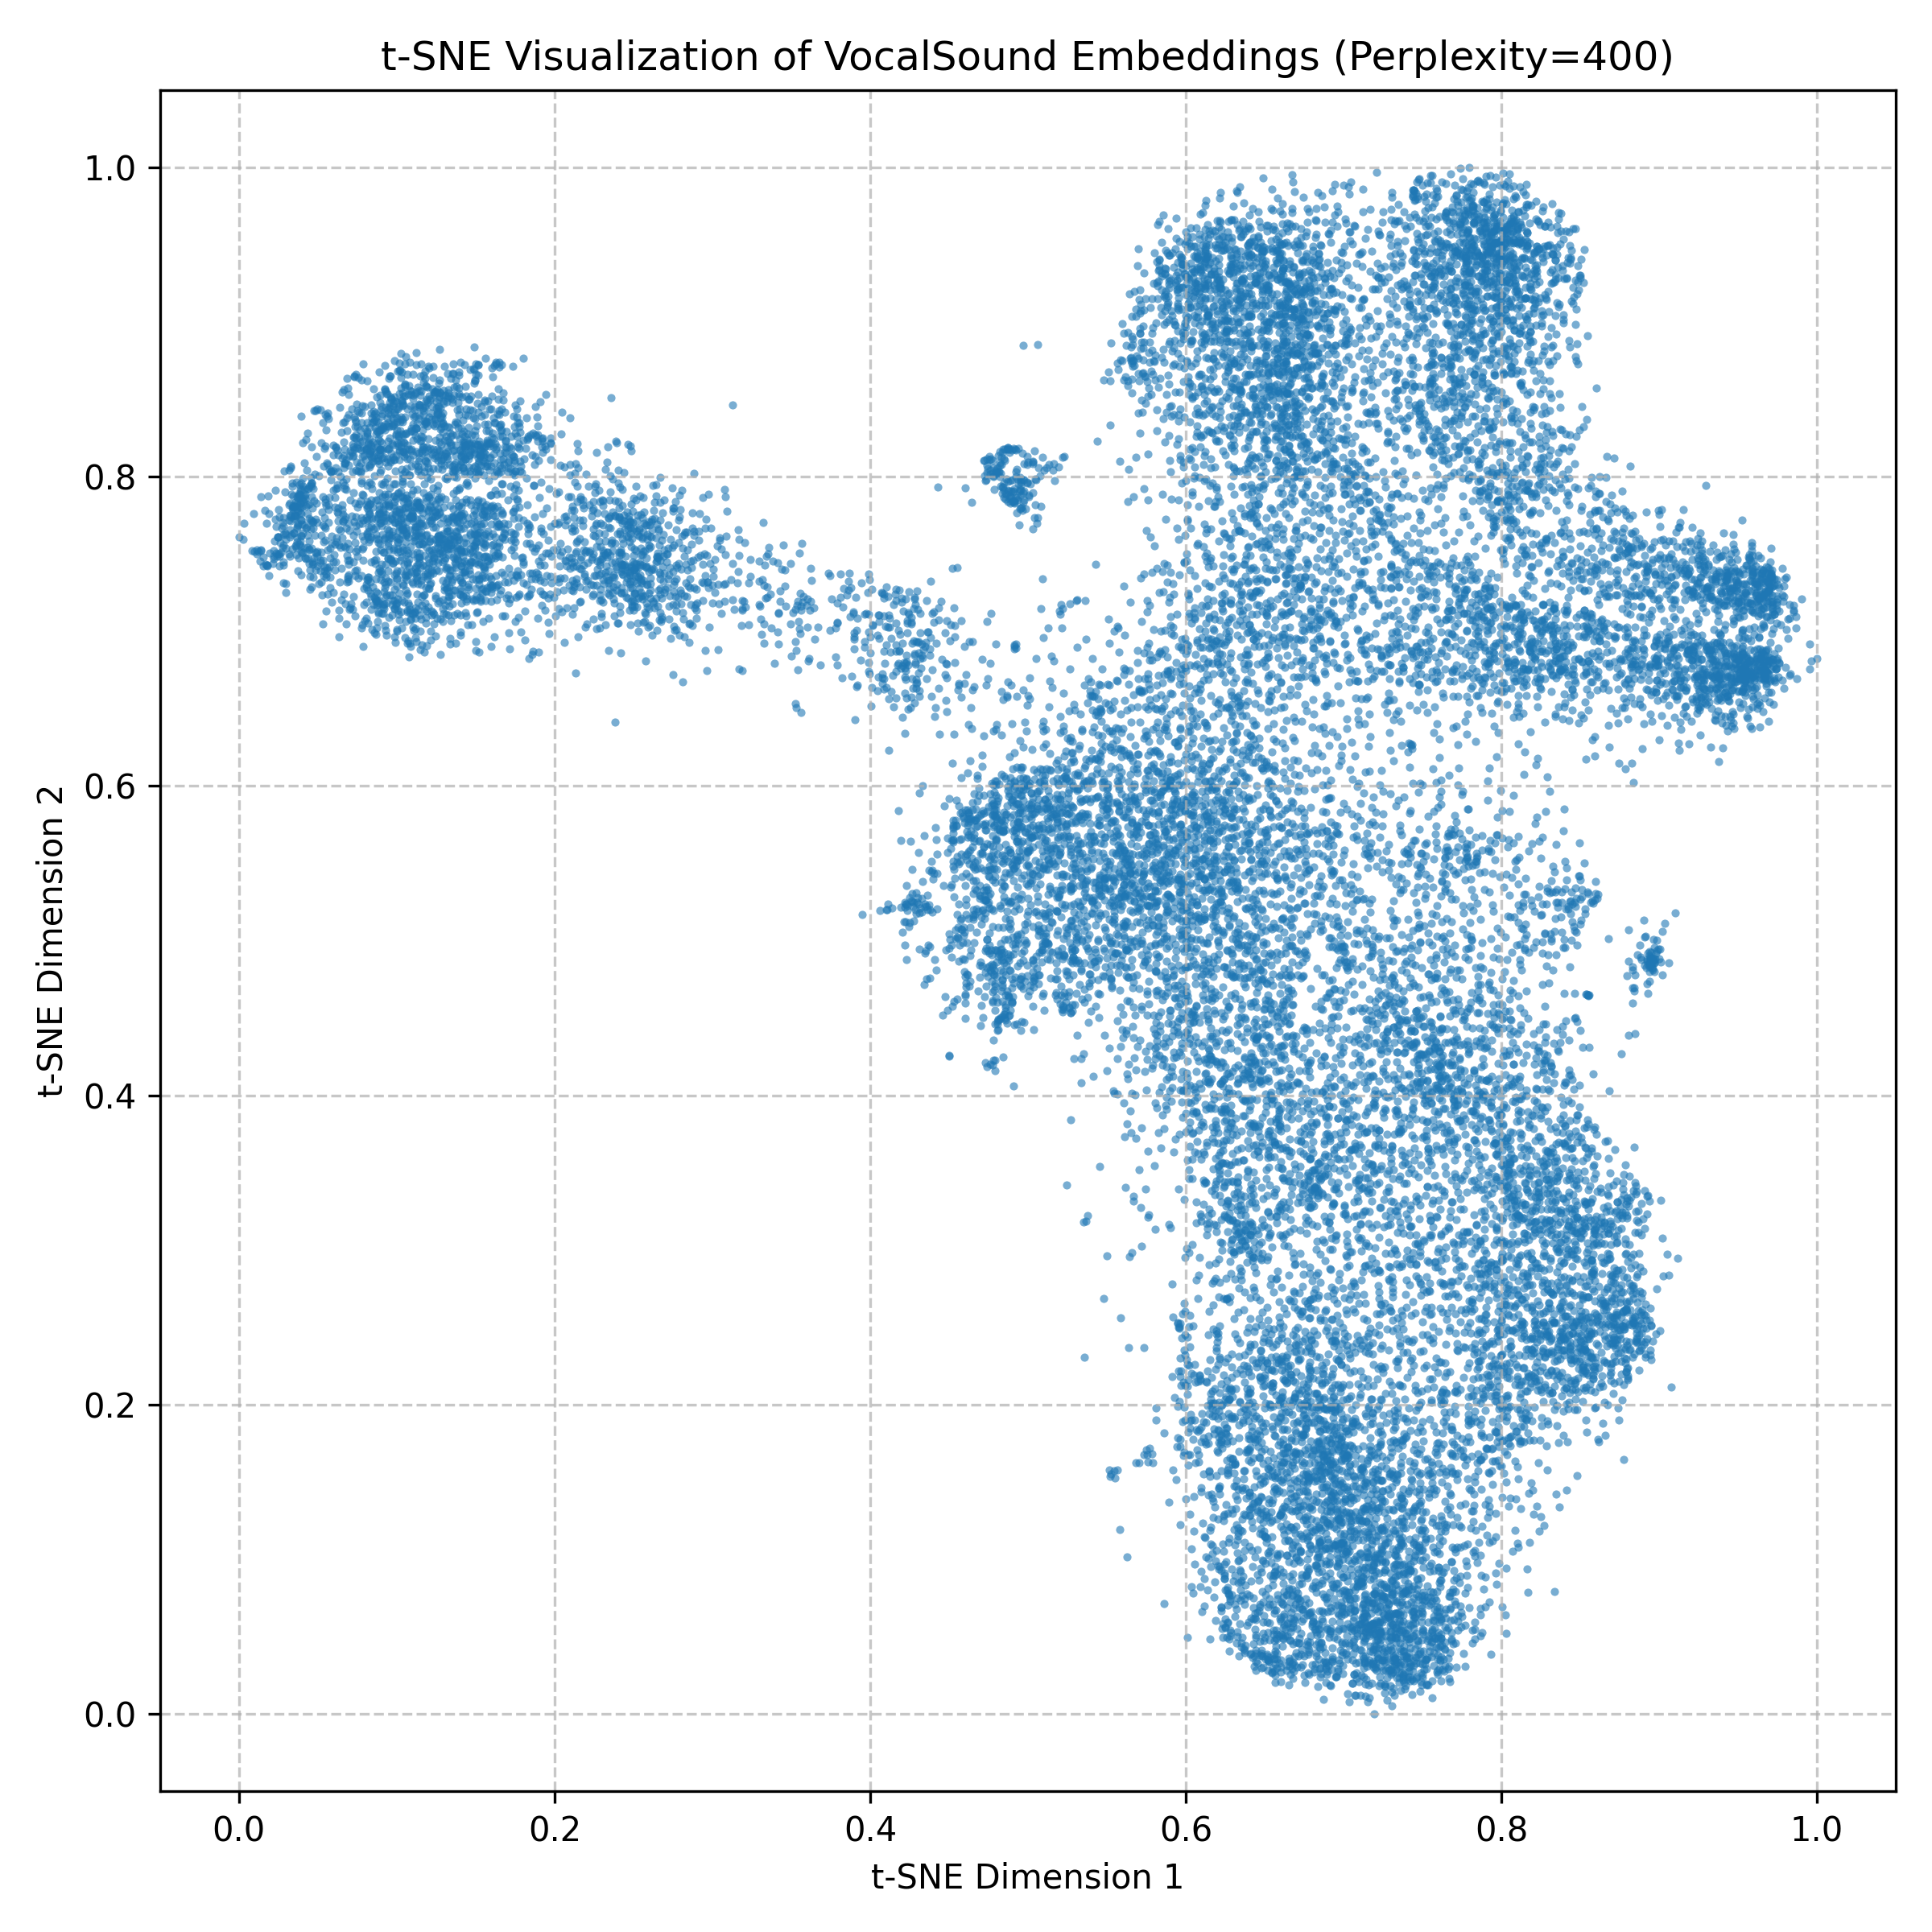 t-SNE Visualization of VocalSound Embeddings (Perplexity=400)
1.0
0.8
0.6
0.4
0.2
0.0
t-SNE Dimension 2
0.0 0.2 0.4 0.6 0.8 1.0
t-SNE Dimension 1